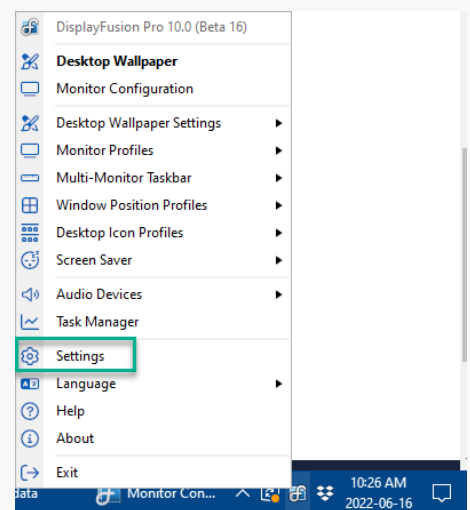 DisplayFusion Pro 10.0 (Beta 16)
Desktop Wallpaper
Monitor Configuration
Desktop Wallpaper Settings
Monitor Profiles
Multi-Monitor Taskbar
Window Position Profiles
Desktop Icon Profiles
Screen Saver
Audio Devices
Task Manager
Settings
Language
Help
About
Exit
data
Monitor Con...
10:26 AM
2022-06-16